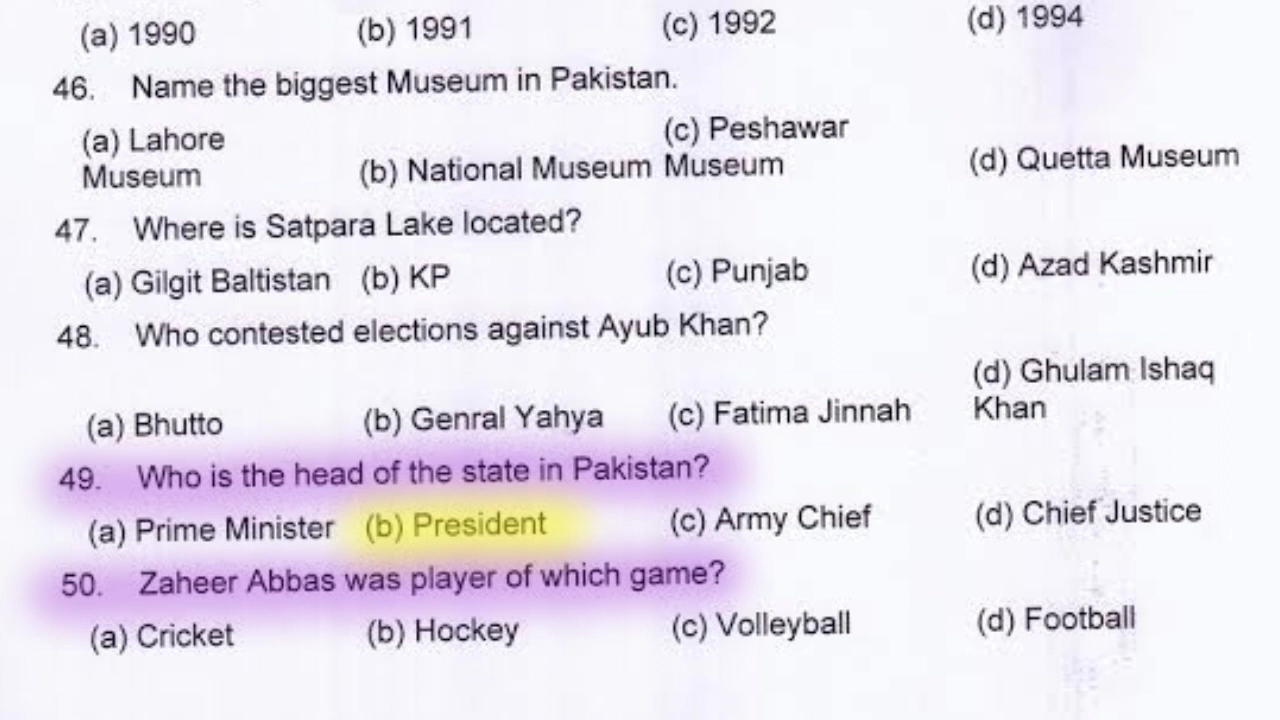 (a) 1990 (b) 1991 (c) 1992 (d) 1994
46. Name the biggest Museum in Pakistan.
(a) Lahore Museum (b) National Museum (c) Peshawar Museum (d) Quetta Museum
47. Where is Satpara Lake located?
(a) Gilgit Baltistan (b) KP (c) Punjab (d) Azad Kashmir
48. Who contested elections against Ayub Khan?
(a) Bhutto (b) Genral Yahya (c) Fatima Jinnah (d) Ghulam Ishaq Khan
49. Who is the head of the state in Pakistan?
(a) Prime Minister (b) President (c) Army Chief (d) Chief Justice
50. Zaheer Abbas was player of which game?
(a) Cricket (b) Hockey (c) Volleyball (d) Football